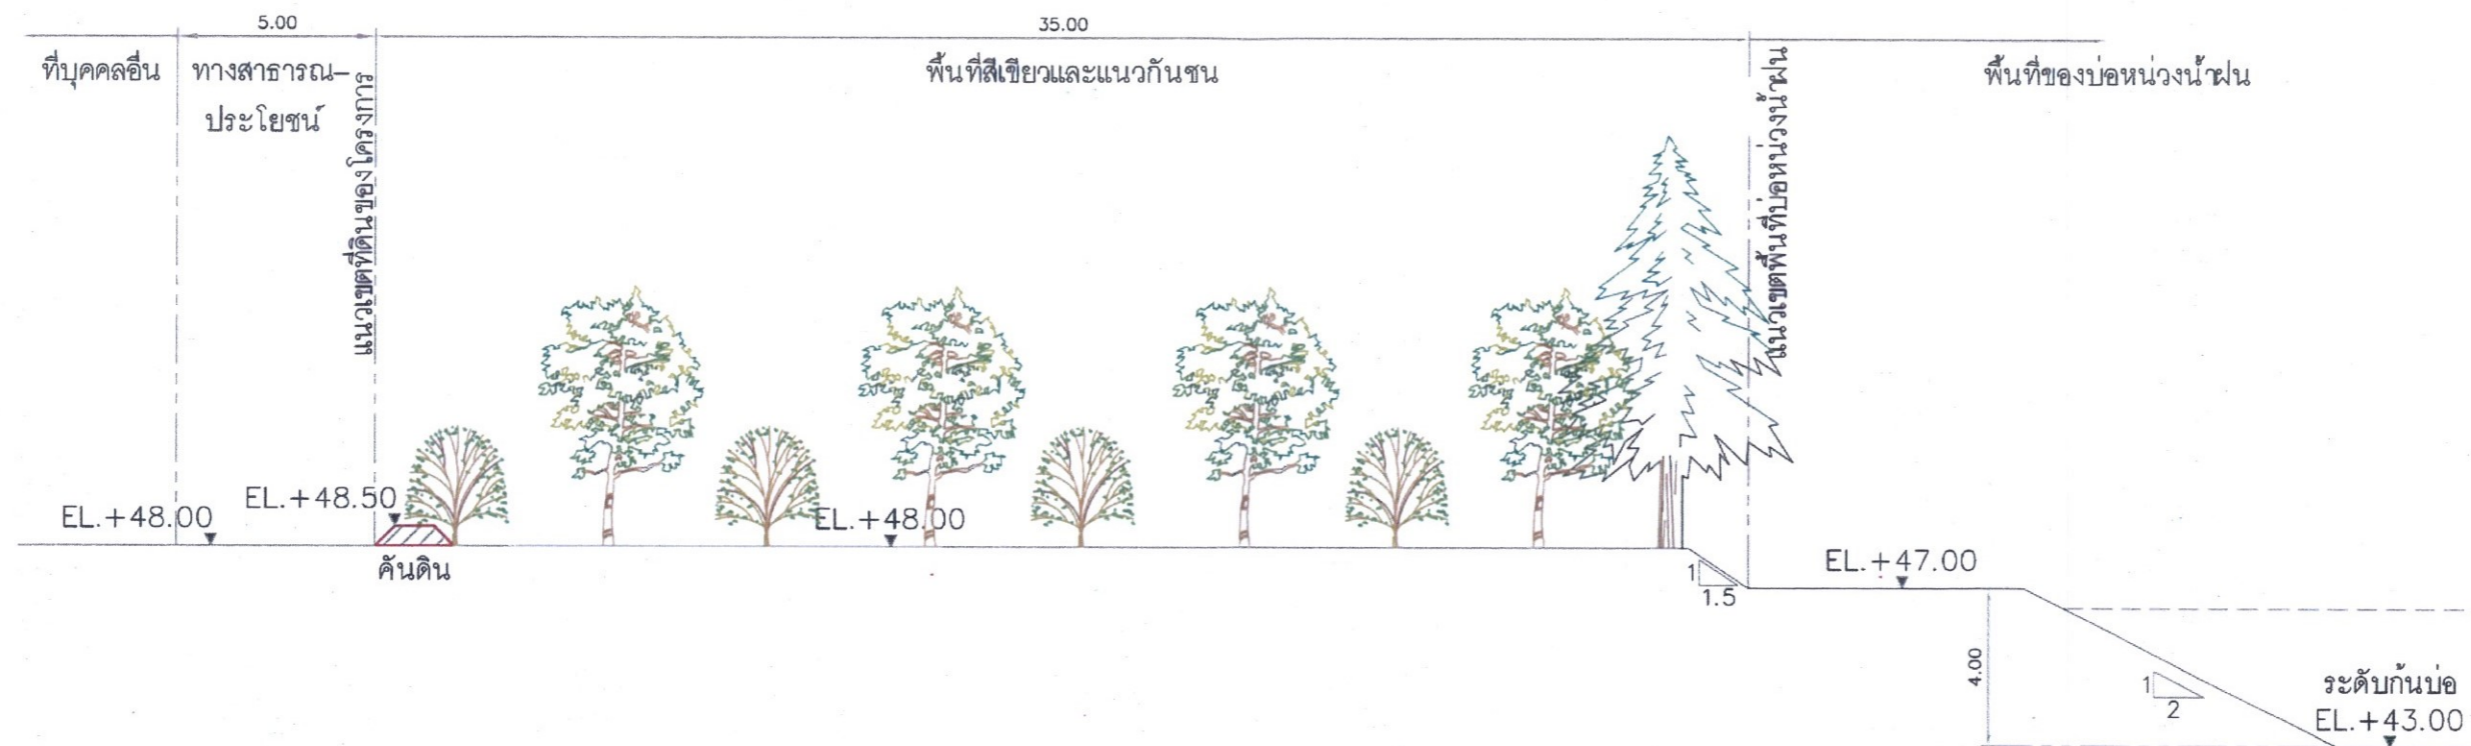 5.00
35.00
ที่บุคคลอื่น
ทางสาธารณ-
ประโยชน์
แนวเขตที่ดินของโครงการ
พื้นที่สีเขียวและแนวกันชน
แนวเขตพื้นที่บ่อหน่วงน้ำฝน
พื้นที่ของบ่อหน่วงน้ำฝน
EL.+48.00
EL.+48.50
คันดิน
EL.+48.00
1
1.5
EL.+47.00
4.00
1
2
ระดับก้นบ่อ
EL.+43.00